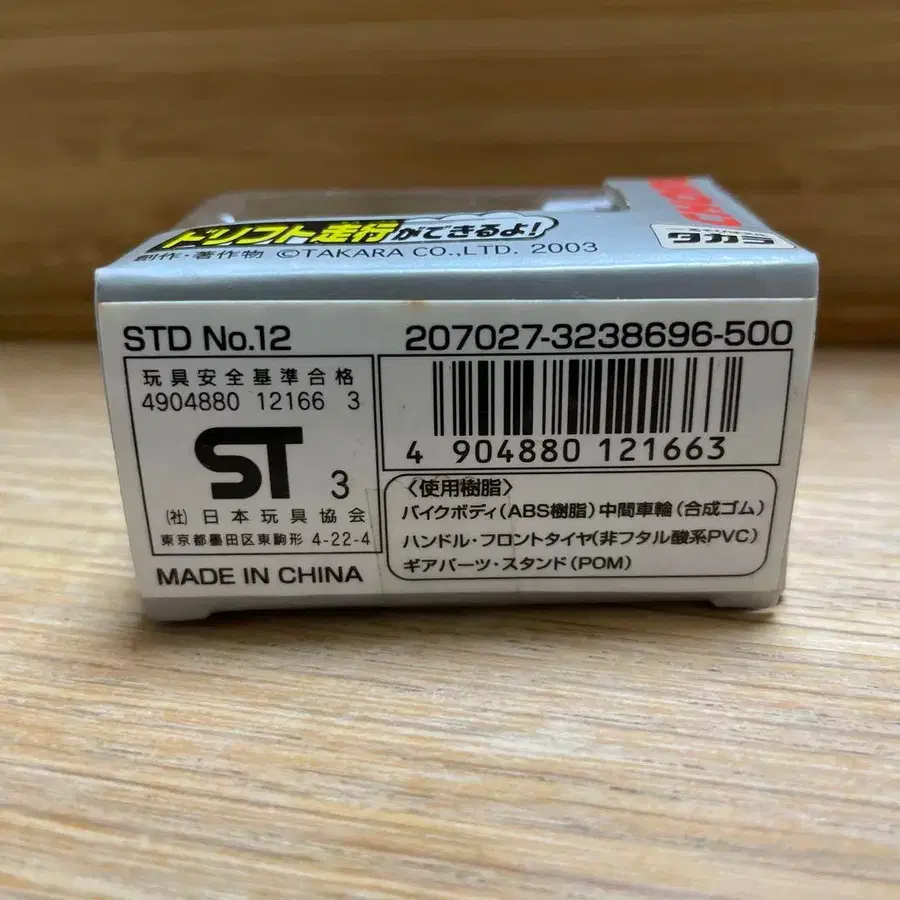 ドリフト走行ができるよ!
創作・著作物 ©TAKARA CO.,LTD. 2003
タカラ
STD No.12
207027-3238696-500
玩具安全基準合格
4904880 12166 3
ST 3
(社) 日本玩具協会
東京都墨田区東駒形 4-22-4
MADE IN CHINA
4 904880 121663
〈使用樹脂〉
バイクボディ(ABS樹脂)中間車輪(合成ゴム)
ハンドル・フロントタイヤ(非フタル酸系PVC)
ギアパーツ・スタンド(POM)